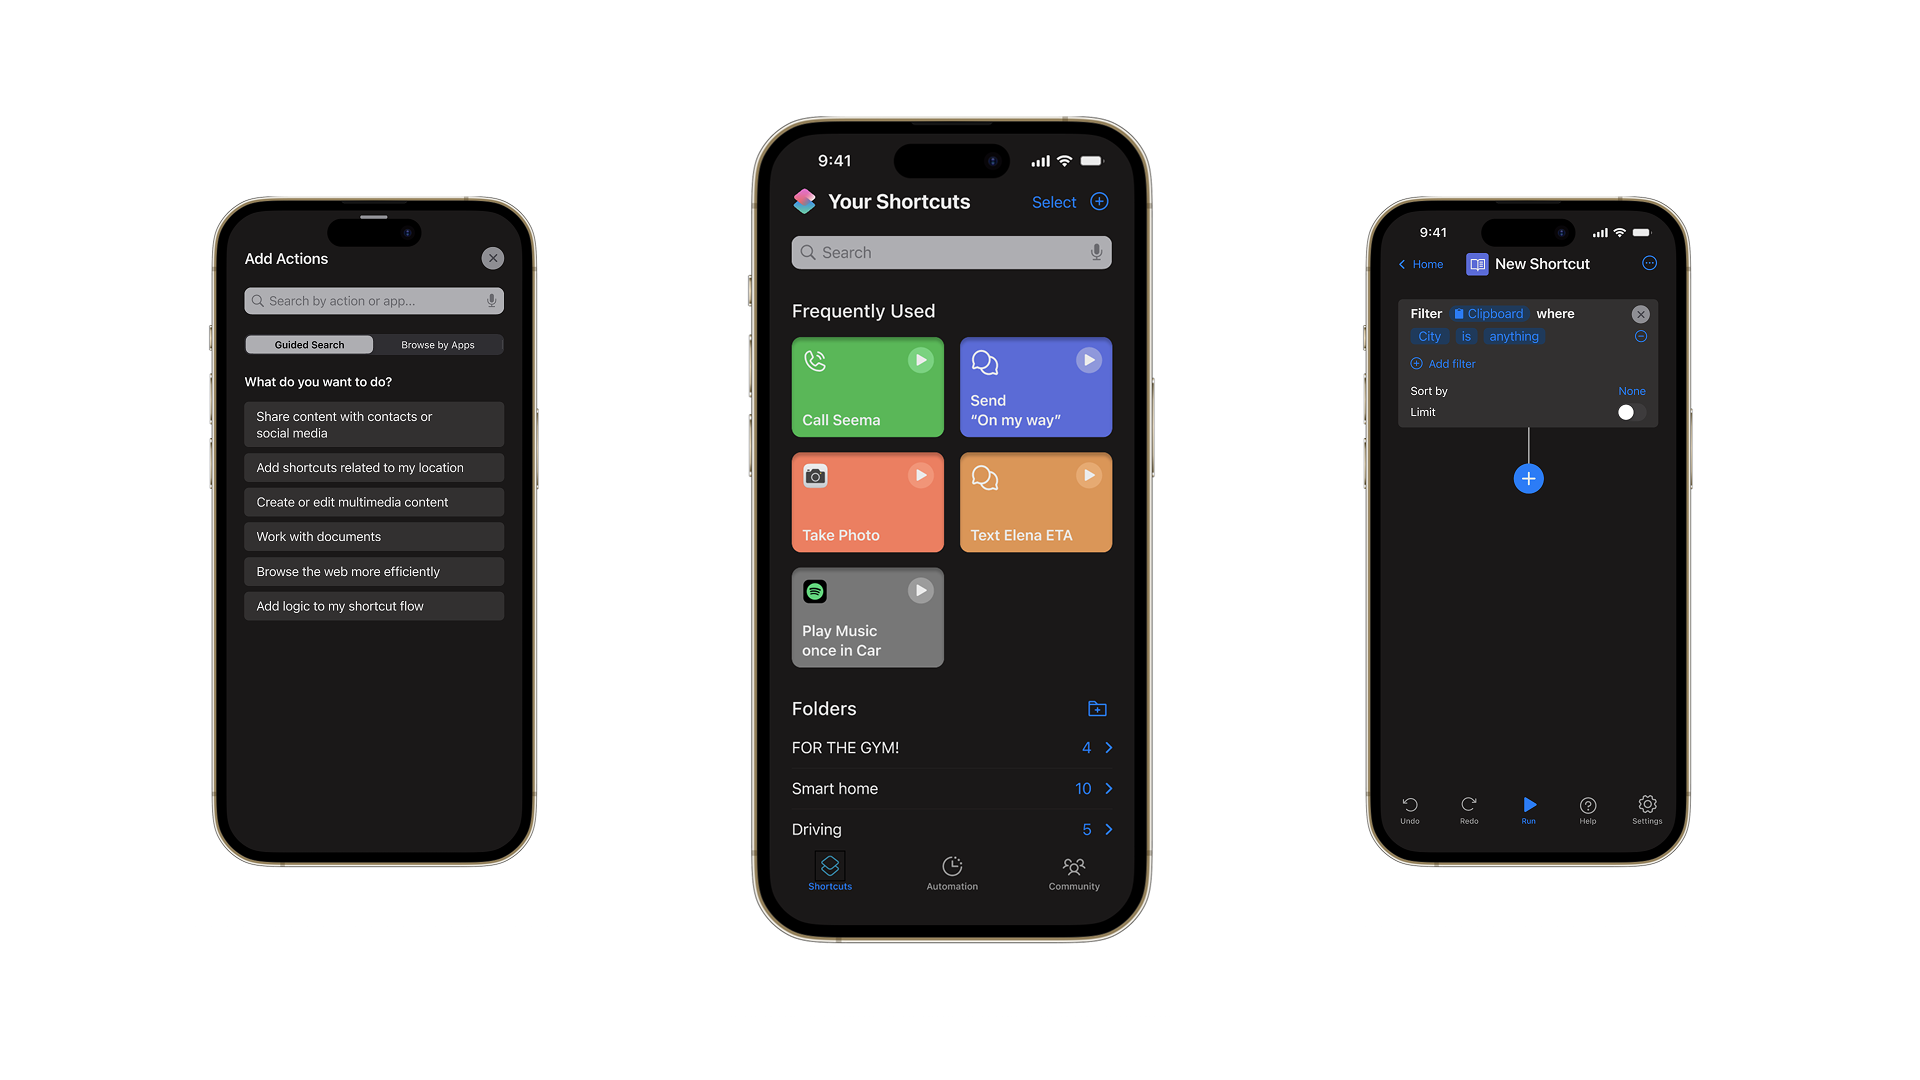 Add Actions
Search by action or app...
Guided Search
Browse by Apps
What do you want to do?
Share content with contacts or
social media
Add shortcuts related to my location
Create or edit multimedia content
Work with documents
Browse the web more efficiently
Add logic to my shortcut flow
9:41
Your Shortcuts
Select
Search
Frequently Used
Call Seema
Send
“On my way”
Take Photo
Text Elena ETA
Play Music
once in Car
Folders
FOR THE GYM!
4
Smart home
10
Driving
5
Shortcuts
Automation
Community
9:41
Home
New Shortcut
Filter Clipboard where
City is anything
Add filter
Sort by
None
Limit
Undo
Redo
Run
Help
Settings